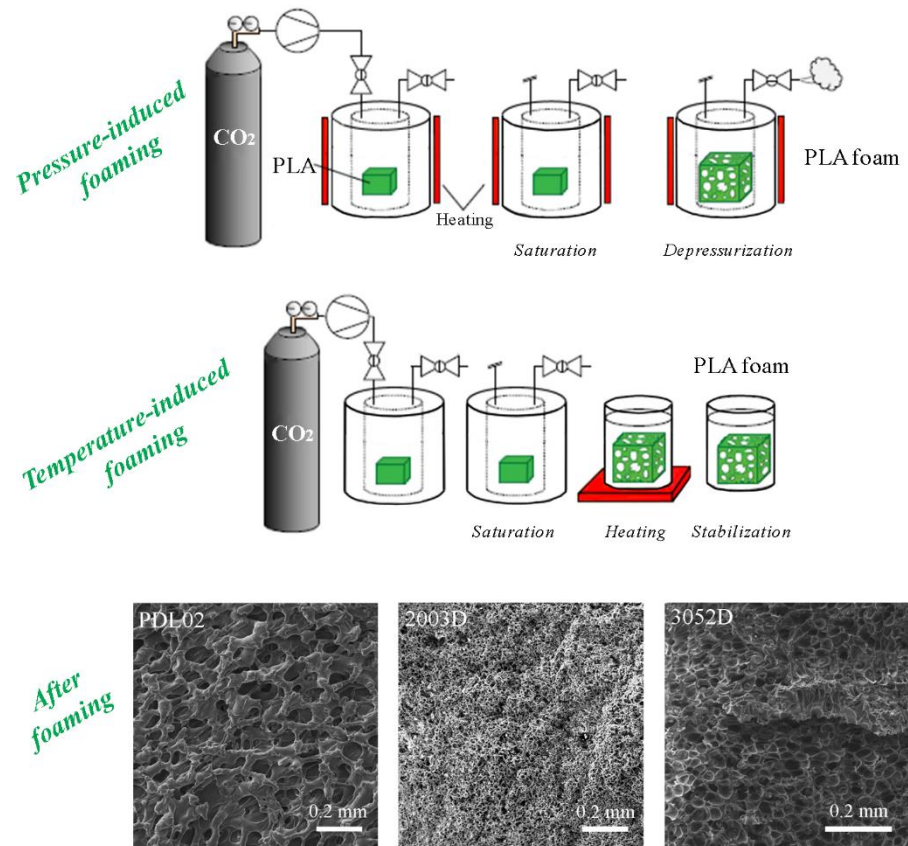 Pressure-induced
foaming
CO2
PLA
Heating
PLA foam
Saturation
Depressurization
Temperature-induced
foaming
CO2
PLA foam
Saturation
Heating
Stabilization
After
foaming
PDL02
0.2 mm
2003D
0.2 mm
3052D
0.2 mm